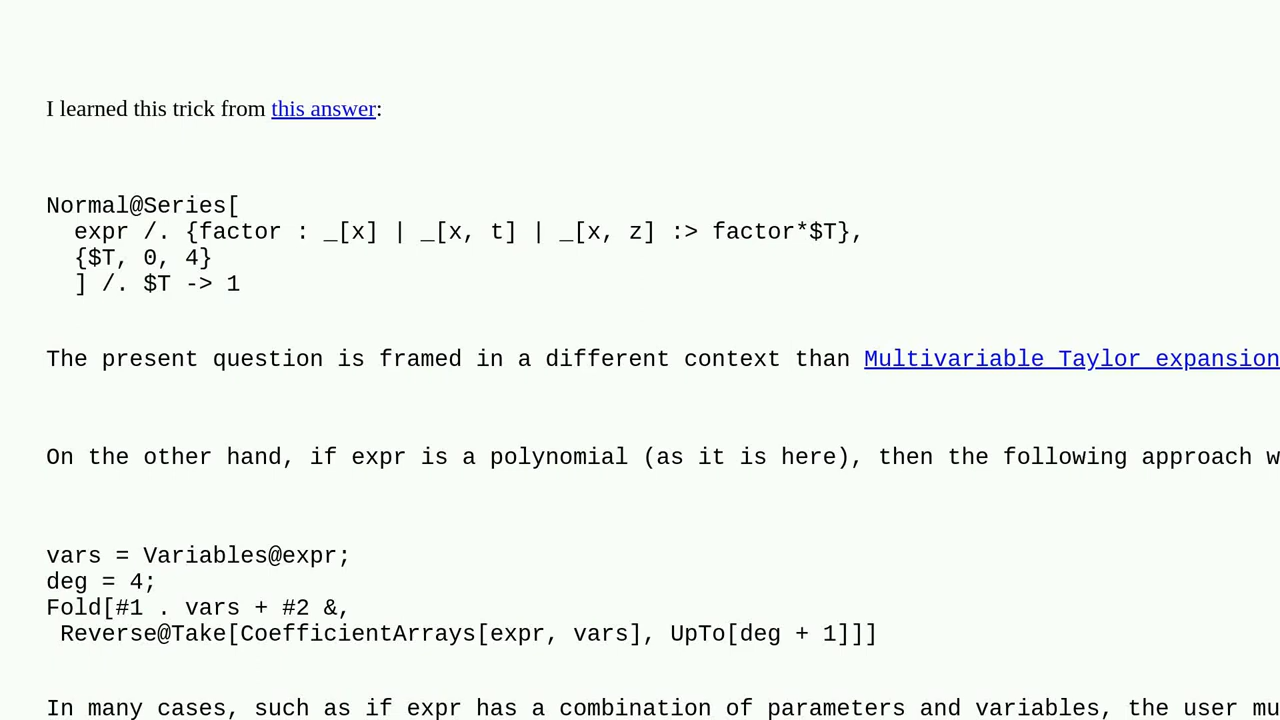 I learned this trick from this answer:
Normal@Series[
  expr /. {factor : _[x] | _[x, t] | _[x, z] :> factor*$T},
  {$T, 0, 4}
  ] /. $T -> 1
The present question is framed in a different context than Multivariable Taylor expansion
On the other hand, if expr is a polynomial (as it is here), then the following approach
vars = Variables@expr;
deg = 4;
Fold[#1 . vars + #2 &,
 Reverse@Take[CoefficientArrays[expr, vars], UpTo[deg + 1]]]
In many cases, such as if expr has a combination of parameters and variables, the user